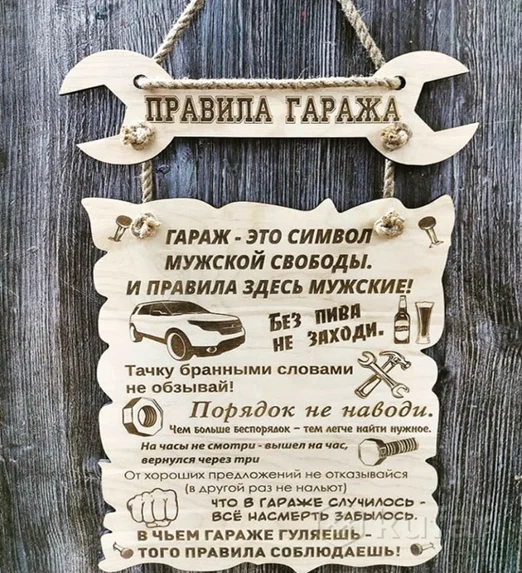 ПРАВИЛА ГАРАЖА
ГАРАЖ - ЭТО СИМВОЛ
МУЖСКОЙ СВОБОДЫ.
И ПРАВИЛА ЗДЕСЬ МУЖСКИЕ!
БЕЗ ПИВА
НЕ ЗАХОДИ.
Тачку бранными словами
не обзывай!
Порядок не наводи.
Чем больше беспорядок - тем легче найти нужное.
На часы не смотри - вышел на час,
вернулся через три
От хороших предложений не отказывайся
(в другой раз не нальют)
ЧТО В ГАРАЖЕ СЛУЧИЛОСЬ -
ВСЁ НАСМЕРТЬ ЗАБЫЛОСЬ.
В ЧЬЕМ ГАРАЖЕ ГУЛЯЕШЬ -
ТОГО ПРАВИЛА СОБЛЮДАЕШЬ!